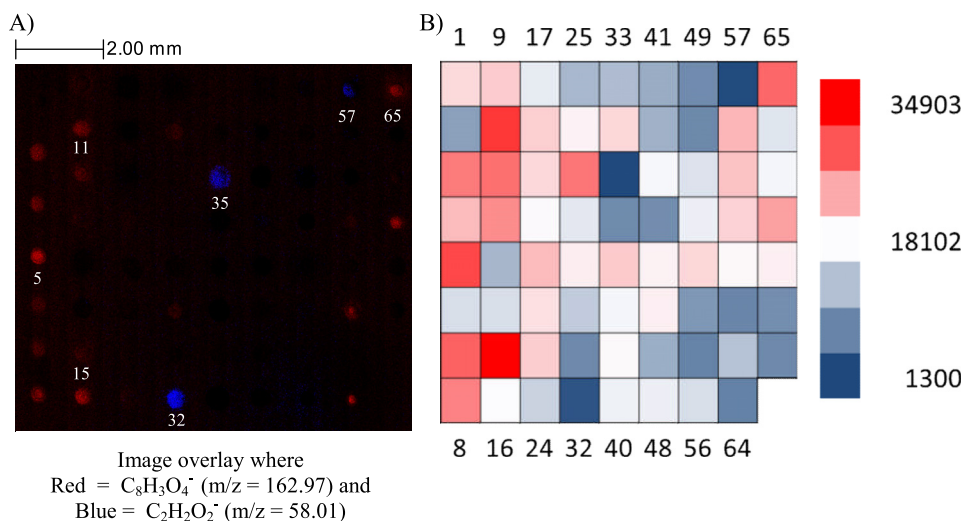 A)
2.00 mm
57
65
11
35
5
15
32
Image overlay where
Red = C₈H₃O₄⁻ (m/z = 162.97) and
Blue = C₂H₂O₂⁻ (m/z = 58.01)
B)
1 9 17 25 33 41 49 57 65
34903
18102
1300
8 16 24 32 40 48 56 64